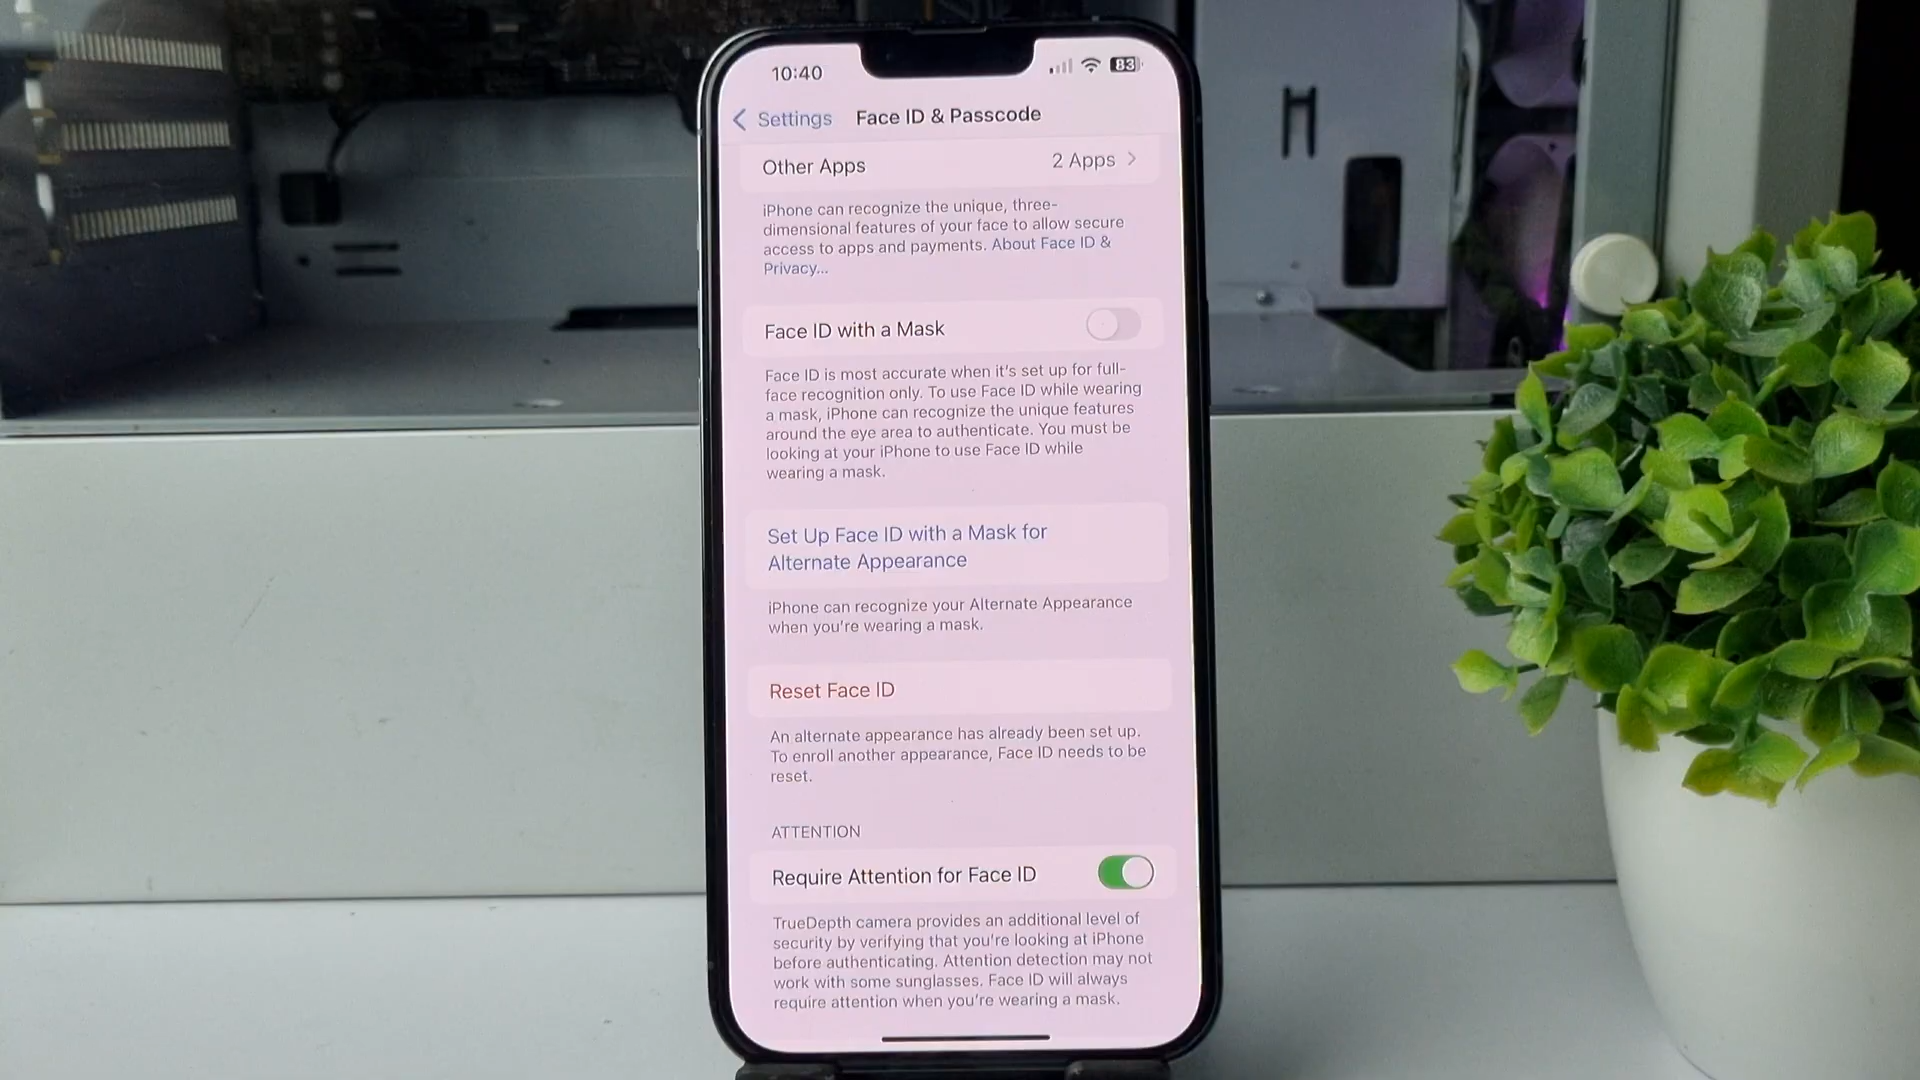 10:40
83
Settings Face ID & Passcode
Other Apps 2 Apps
iPhone can recognize the unique, three-
dimensional features of your face to allow secure
access to apps and payments. About Face ID &
Privacy...
Face ID with a Mask
Face ID is most accurate when it's set up for full-
face recognition only. To use Face ID while wearing
a mask, iPhone can recognize the unique features
around the eye area to authenticate. You must be
looking at your iPhone to use Face ID while
wearing a mask.
Set Up Face ID with a Mask for
Alternate Appearance
iPhone can recognize your Alternate Appearance
when you're wearing a mask.
Reset Face ID
An alternate appearance has already been set up.
To enroll another appearance, Face ID needs to be
reset.
ATTENTION
Require Attention for Face ID
TrueDepth camera provides an additional level of
security by verifying that you're looking at iPhone
before authenticating. Attention detection may not
work with some sunglasses. Face ID will always
require attention when you're wearing a mask.